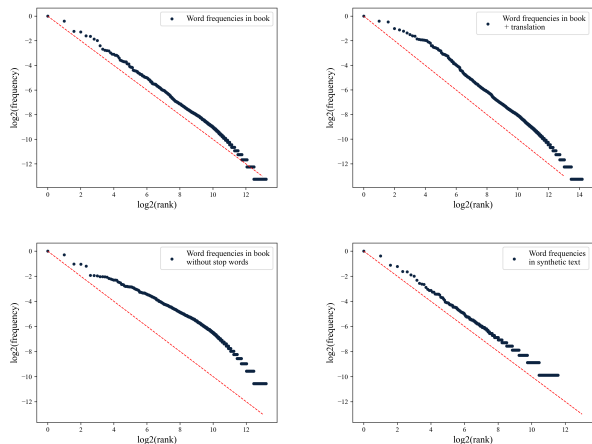 Word frequencies in book
log2(frequency)
0
−2
−4
−6
−8
−10
−12
0 2 4 6 8 10 12
log2(rank)
Word frequencies in book
+ translation
log2(frequency)
0
−2
−4
−6
−8
−10
−12
0 2 4 6 8 10 12 14
log2(rank)
Word frequencies in book
without stop words
log2(frequency)
0
−2
−4
−6
−8
−10
−12
0 2 4 6 8 10 12
log2(rank)
Word frequencies
in synthetic text
log2(frequency)
0
−2
−4
−6
−8
−10
−12
0 2 4 6 8 10 12
log2(rank)